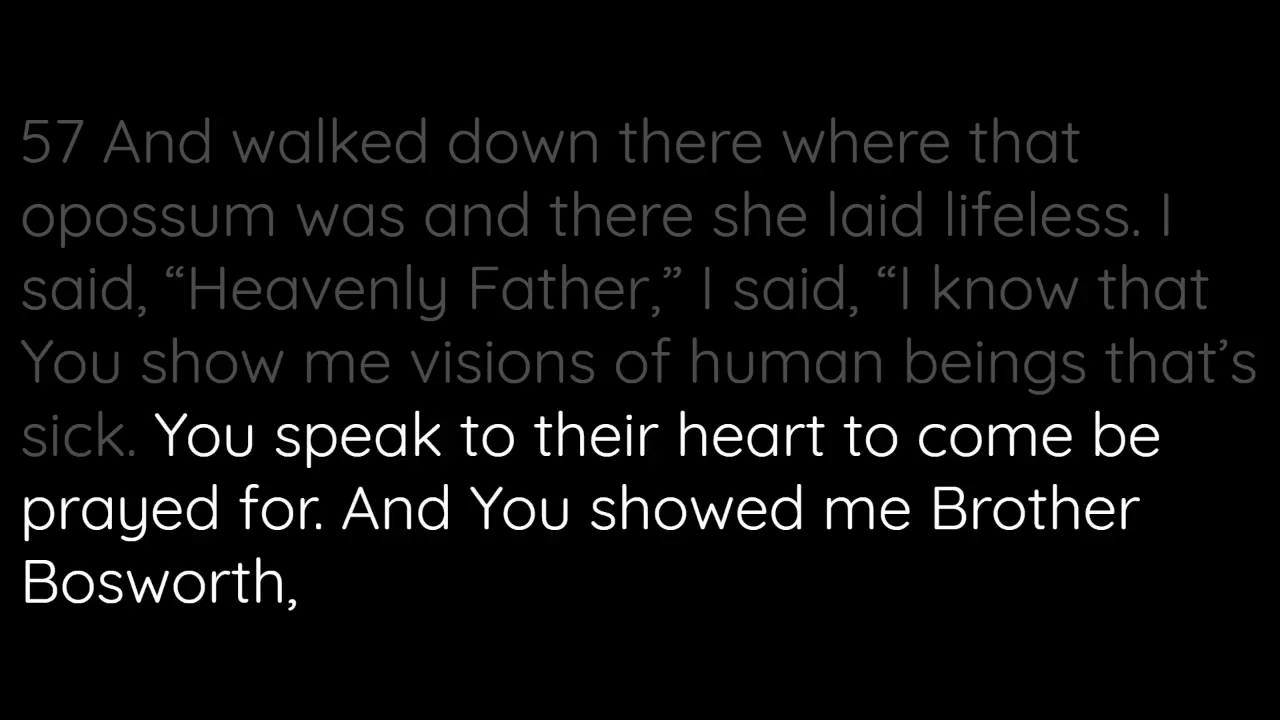 57 And walked down there where that
opossum was and there she laid lifeless. I
said, “Heavenly Father,” I said, “I know that
You show me visions of human beings that’s
sick. You speak to their heart to come be
prayed for. And You showed me Brother
Bosworth,